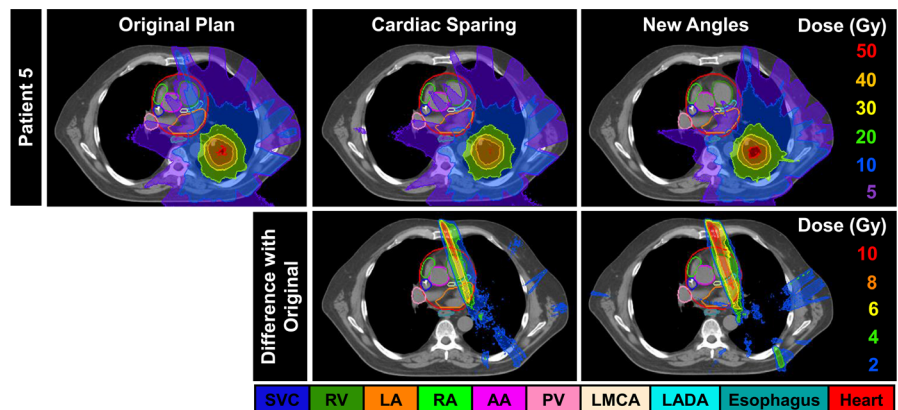 Original Plan
Cardiac Sparing
New Angles
Dose (Gy)
Patient 5
50
40
30
20
10
5
Difference with
Original
Dose (Gy)
10
8
6
4
2
SVC
RV
LA
RA
AA
PV
LMCA
LADA
Esophagus
Heart